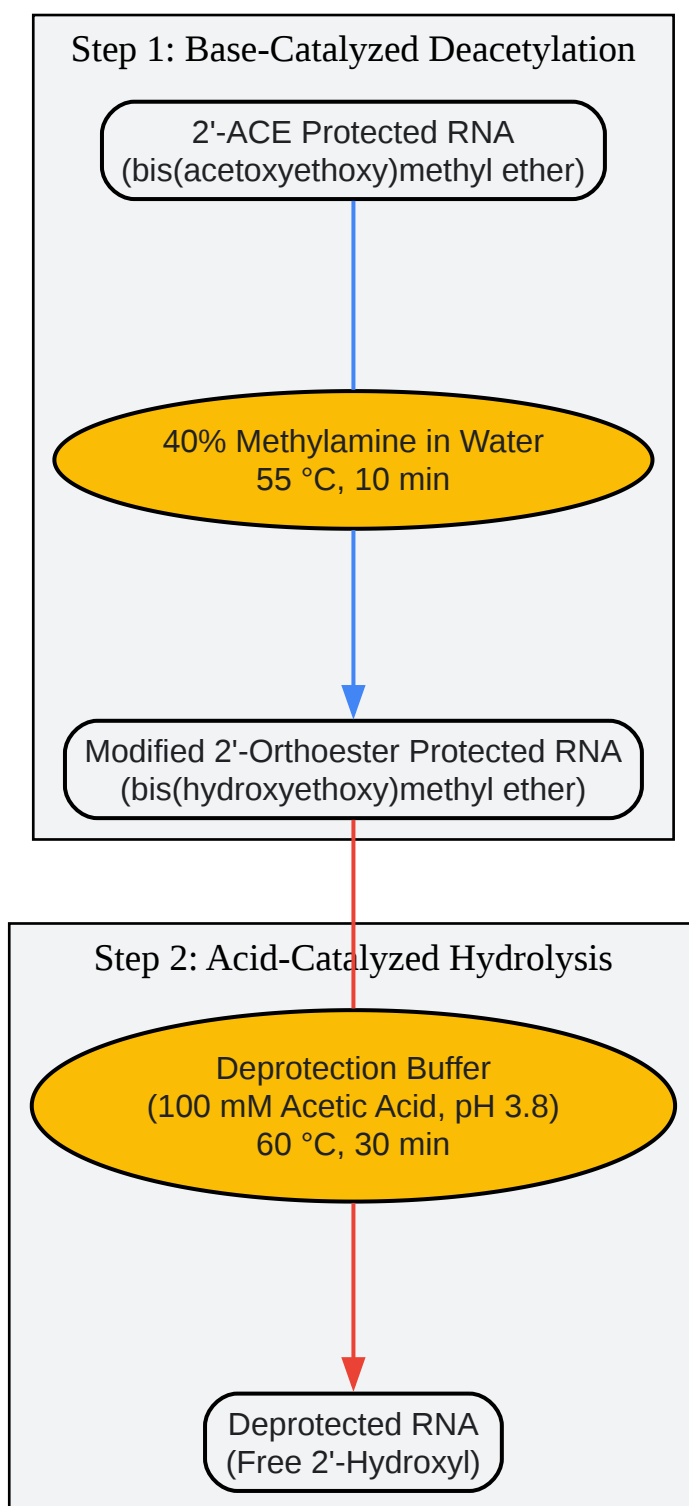 Step 1: Base-Catalyzed Deacetylation
2'-ACE Protected RNA
(bis(acetoxyethoxy)methyl ether)
40% Methylamine in Water
55 °C, 10 min
Modified 2'-Orthoester Protected RNA
(bis(hydroxyethoxy)methyl ether)
Step 2: Acid-Catalyzed Hydrolysis
Deprotection Buffer
(100 mM Acetic Acid, pH 3.8)
60 °C, 30 min
Deprotected RNA
(Free 2'-Hydroxyl)